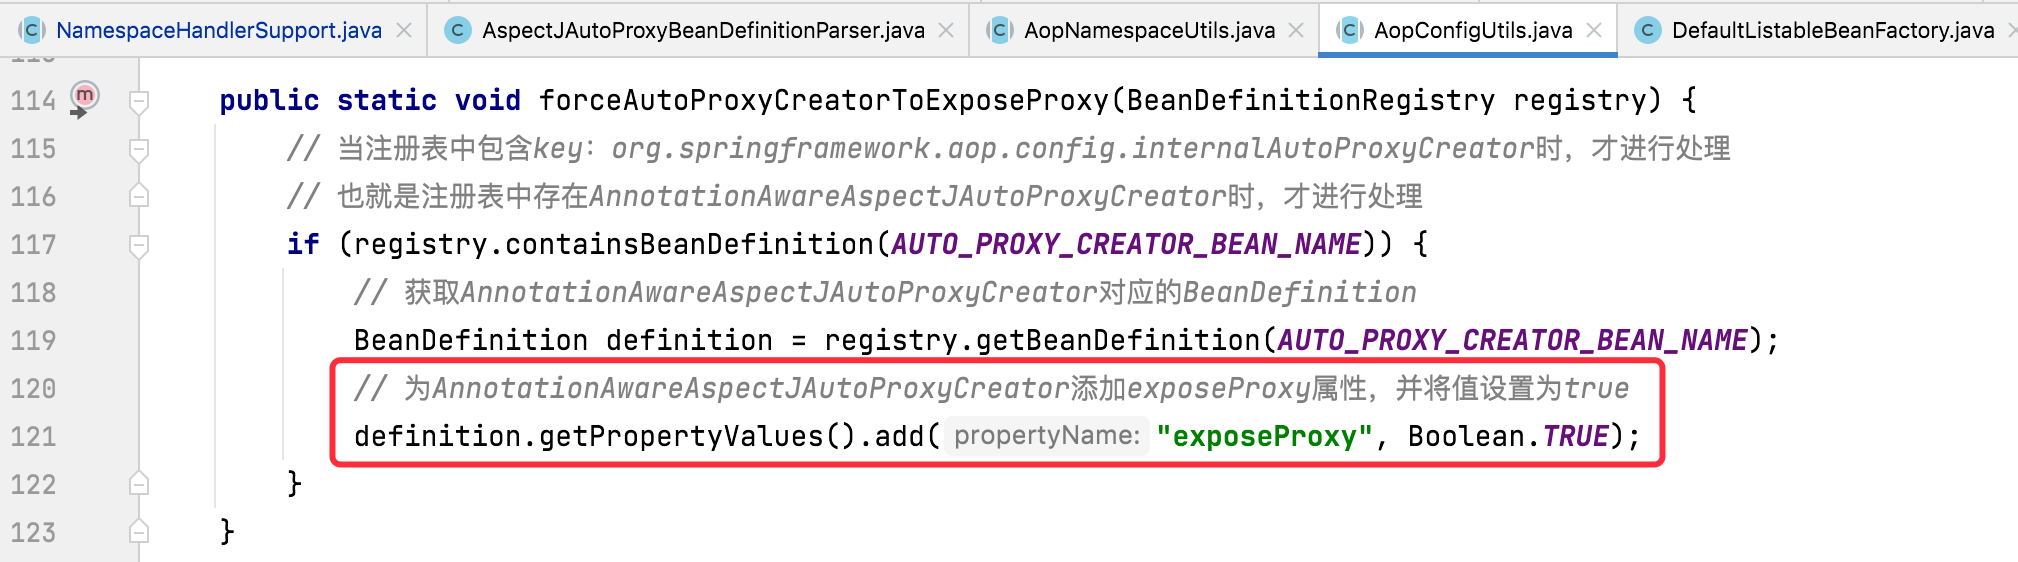 NamespaceHandlerSupport.java AspectJAutoProxyBeanDefinitionParser.java AopNamespaceUtils.java AopConfigUtils.java DefaultListableBeanFactory.java
114 public static void forceAutoProxyCreatorToExposeProxy(BeanDefinitionRegistry registry) {
115 // 当注册表中包含key：org.springframework.aop.config.internalAutoProxyCreator时，才进行处理
116 // 也就是注册表中存在AnnotationAwareAspectJAutoProxyCreator时，才进行处理
117 if (registry.containsBeanDefinition(AUTO_PROXY_CREATOR_BEAN_NAME)) {
118 // 获取AnnotationAwareAspectJAutoProxyCreator对应的BeanDefinition
119 BeanDefinition definition = registry.getBeanDefinition(AUTO_PROXY_CREATOR_BEAN_NAME);
120 // 为AnnotationAwareAspectJAutoProxyCreator添加exposeProxy属性，并将值设置为true
121 definition.getPropertyValues().add( propertyName: "exposeProxy", Boolean.TRUE);
122 }
123 }